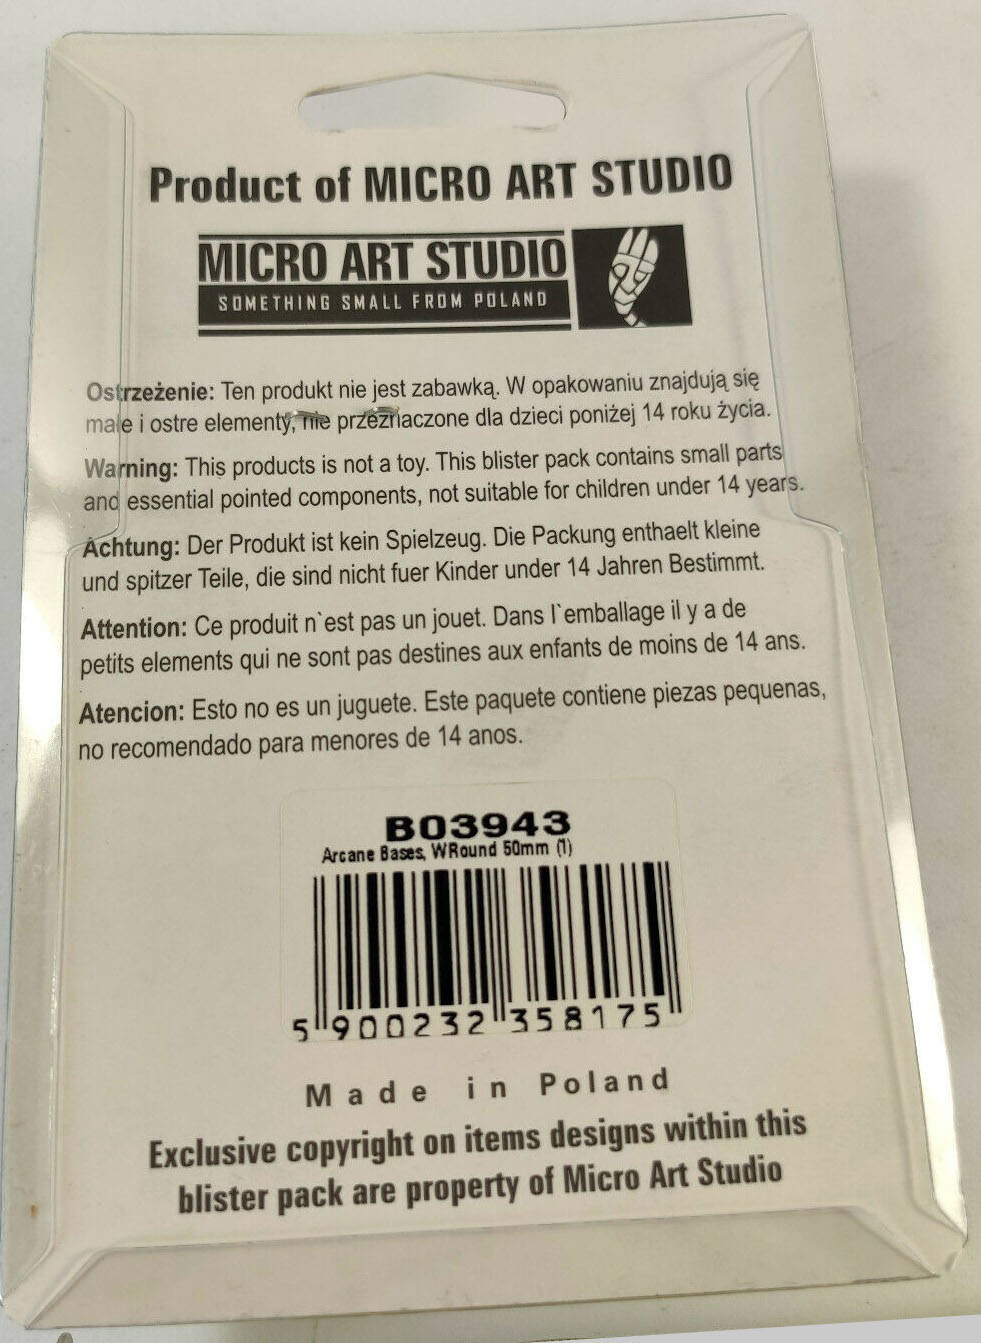 Product of MICRO ART STUDIO
MICRO ART STUDIO
SOMETHING SMALL FROM POLAND
Ostrzeżenie: Ten produkt nie jest zabawką. W opakowaniu znajdują się
małe i ostre elementy, nie przeznaczone dla dzieci poniżej 14 roku życia.
Warning: This products is not a toy. This blister pack contains small parts
and essential pointed components, not suitable for children under 14 years.
Achtung: Der Produkt ist kein Spielzeug. Die Packung enthaelt kleine
und spitzer Teile, die sind nicht fuer Kinder under 14 Jahren Bestimmt.
Attention: Ce produit n`est pas un jouet. Dans l`emballage il y a de
petits elements qui ne sont pas destines aux enfants de moins de 14 ans.
Atencion: Esto no es un juguete. Este paquete contiene piezas pequenas,
no recomendado para menores de 14 anos.
B03943
Arcane Bases, WRound 50mm (1)
5 900232 358175
Made in Poland
Exclusive copyright on items designs within this
blister pack are property of Micro Art Studio